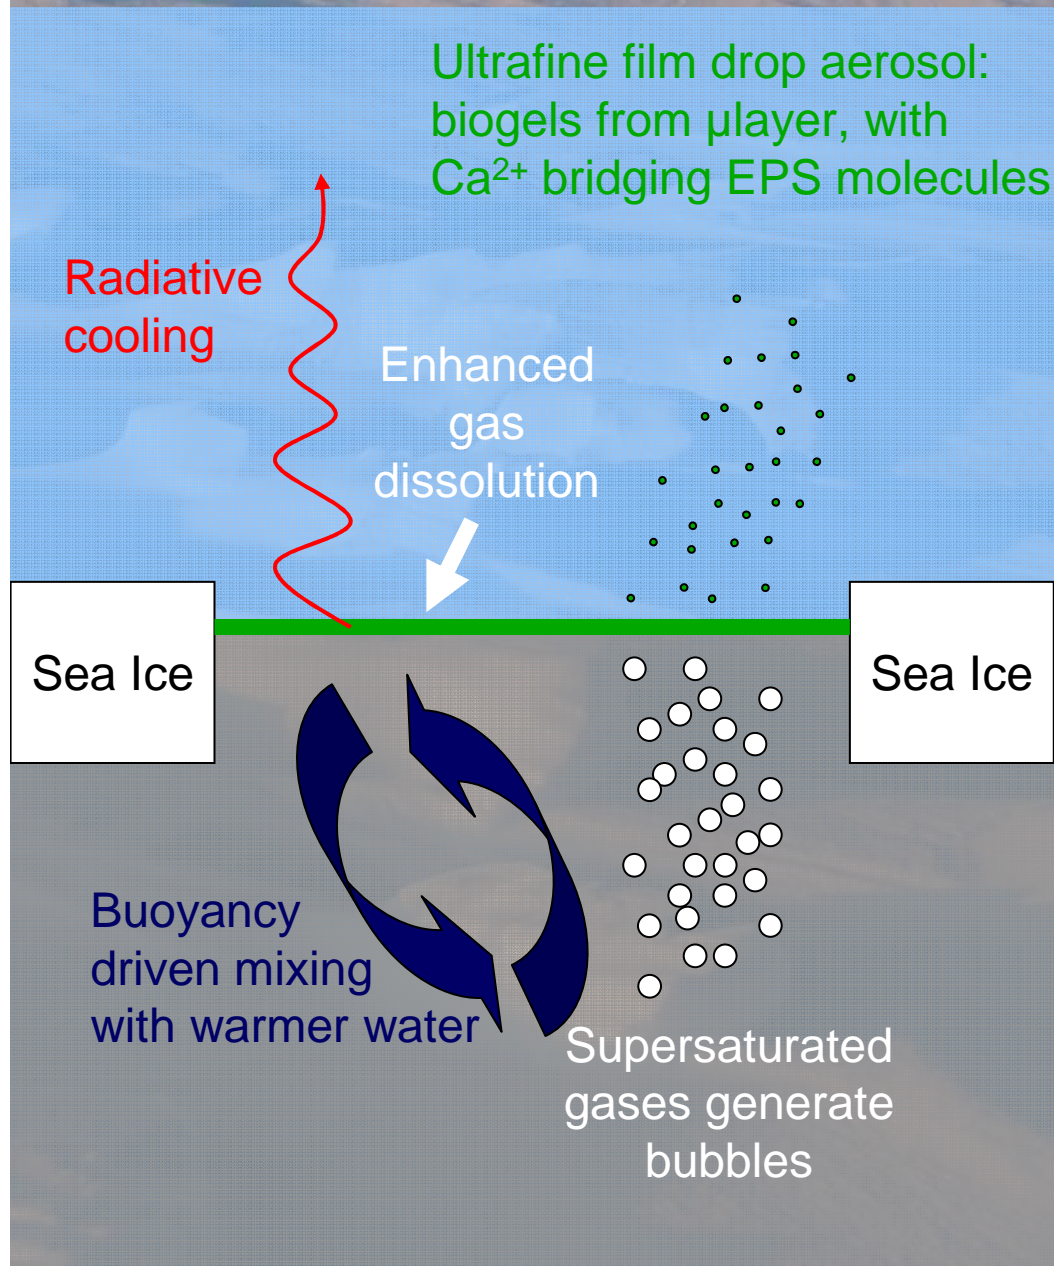 Ultrafine film drop aerosol:
biogels from µlayer, with
Ca²⁺ bridging EPS molecules
Radiative
cooling
Enhanced
gas
dissolution
Sea Ice
Sea Ice
Buoyancy
driven mixing
with warmer water
Supersaturated
gases generate
bubbles